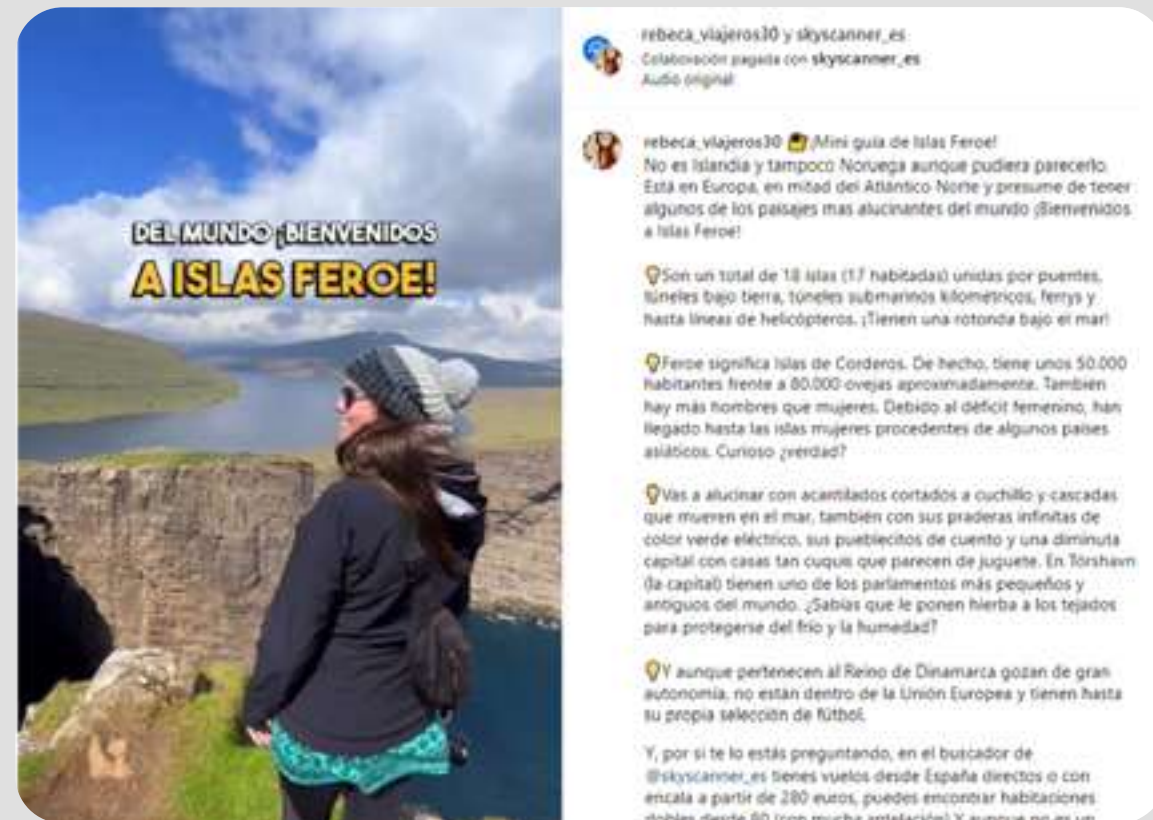 DEL MUNDO ¡BIENVENIDOS
A ISLAS FEROE!
rebeca_viajeros30 y skyscanner_es
Colaboración pagada con skyscanner_es
Audio original
rebeca_viajeros30 ¡Mini guía de Islas Feroe!
No es Islandia y tampoco Noruega aunque pudiera parecerlo.
Está en Europa, en mitad del Atlántico Norte y presume de tener
algunos de los paisajes mas alucinantes del mundo ¡Bienvenidos
a Islas Feroe!
💡Son un total de 18 islas (17 habitadas) unidas por puentes,
túneles bajo tierra, túneles submarinos kilométricos, ferrys y
hasta líneas de helicópteros. ¡Tienen una rotonda bajo el mar!
💡Feroe significa Islas de Corderos. De hecho, tiene unos 50.000
habitantes frente a 80.000 ovejas aproximadamente. También
hay más hombres que mujeres. Debido al déficit femenino, han
llegado hasta las islas mujeres procedentes de algunos países
asiáticos. Curioso ¿verdad?
💡Vas a alucinar con acantilados cortados a cuchillo y cascadas
que mueren en el mar, también con sus praderas infinitas de
color verde eléctrico, sus pueblecitos de cuento y una diminuta
capital con casas tan cuquis que parecen de juguete. En Tórshavn
(la capital) tienen uno de los parlamentos más pequeños y
antiguos del mundo. ¿Sabías que le ponen hierba a los tejados
para protegerse del frío y la humedad?
💡Y aunque pertenecen al Reino de Dinamarca gozan de gran
autonomía, no están dentro de la Unión Europea y tienen hasta
su propia selección de fútbol.
Y, por si te lo estás preguntando, en el buscador de
@skyscanner_es tienes vuelos desde España directos o con
escala a partir de 280 euros, puedes encontrar habitaciones
dobles desde 80 (con mucha antelación) Y aunque no es un